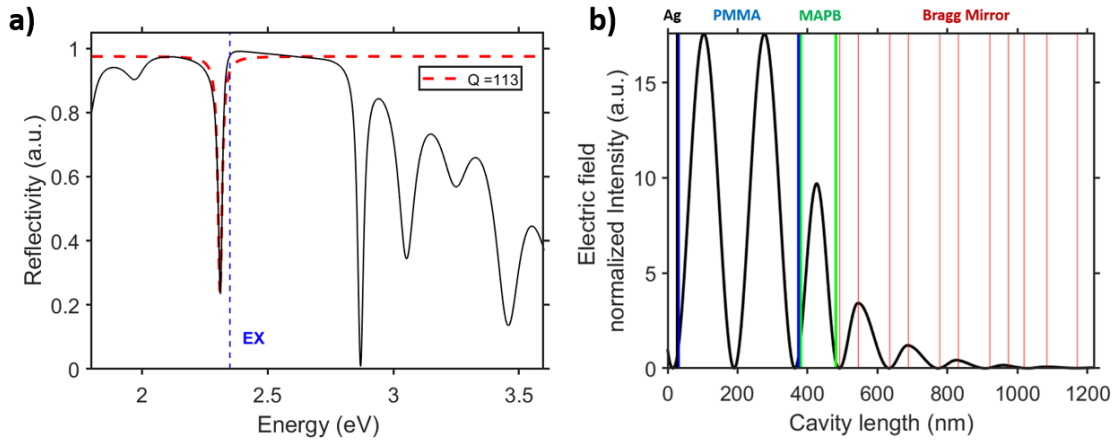 a)
Reflectivity (a.u.)
1
0.8
0.6
0.4
0.2
0
Q =113
EX
2
2.5
3
3.5
Energy (eV)
b)
Ag
PMMA
MAPB
Bragg Mirror
Electric field
normalized Intensity (a.u.)
15
10
5
0
0
200
400
600
800
1000
1200
Cavity length (nm)